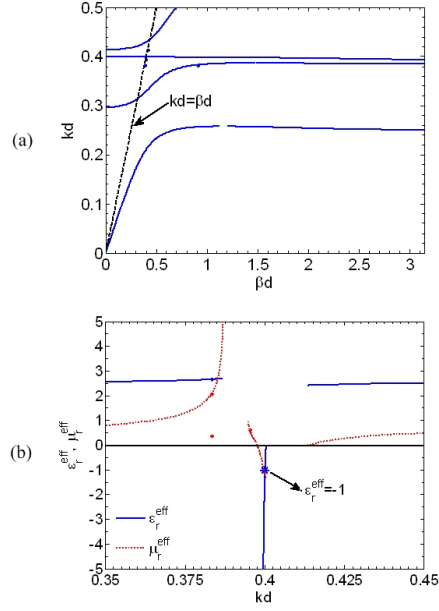 0.5
0.4
0.3
0.2
0.1
0
kd
(a)
kd=βd
0 0.5 1 1.5 2 2.5 3
βd
5
4
3
2
1
0
-1
-2
-3
-4
-5
ε_r^eff , μ_r^eff
(b)
ε_r^eff=-1
ε_r^eff
μ_r^eff
0.35 0.375 0.4 0.425 0.45
kd